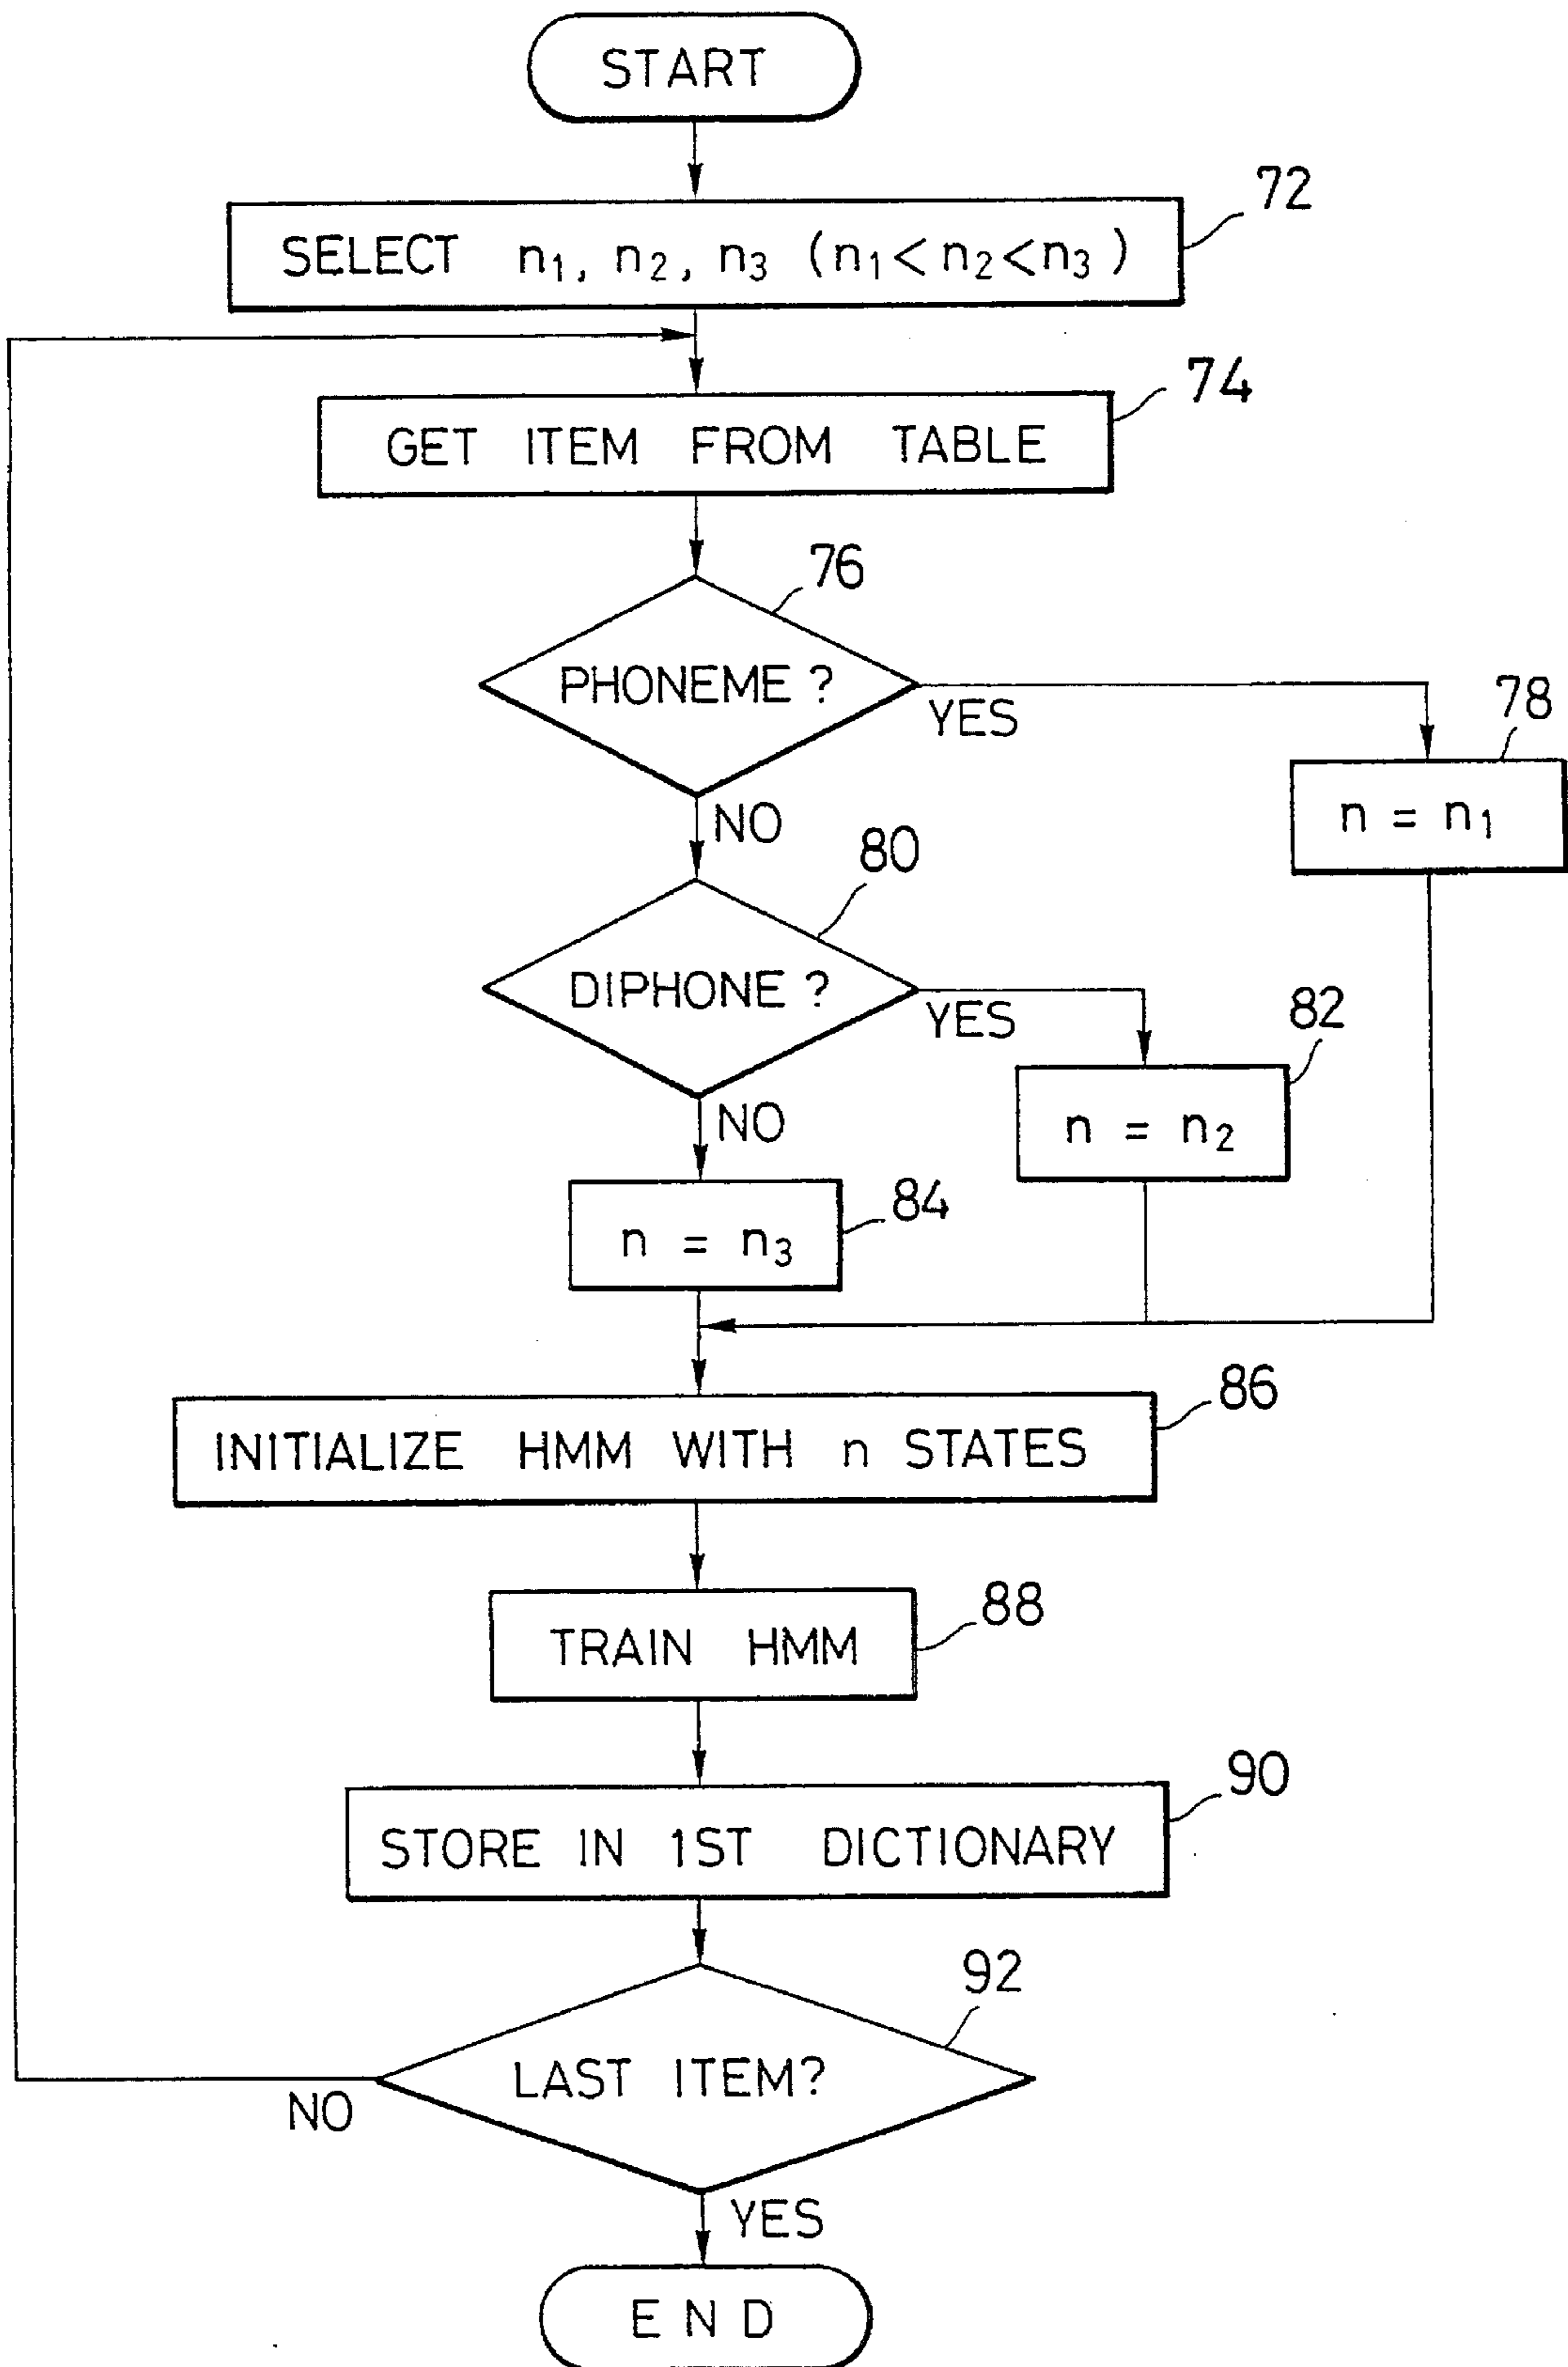 START
72
SELECT n₁, n₂, n₃ (n₁<n₂<n₃)
74
GET ITEM FROM TABLE
76
PHONEME ?
YES
78
n = n₁
NO
80
DIPHONE ?
YES
82
n = n₂
NO
84
n = n₃
86
INITIALIZE HMM WITH n STATES
88
TRAIN HMM
90
STORE IN 1ST DICTIONARY
92
LAST ITEM?
NO
YES
END